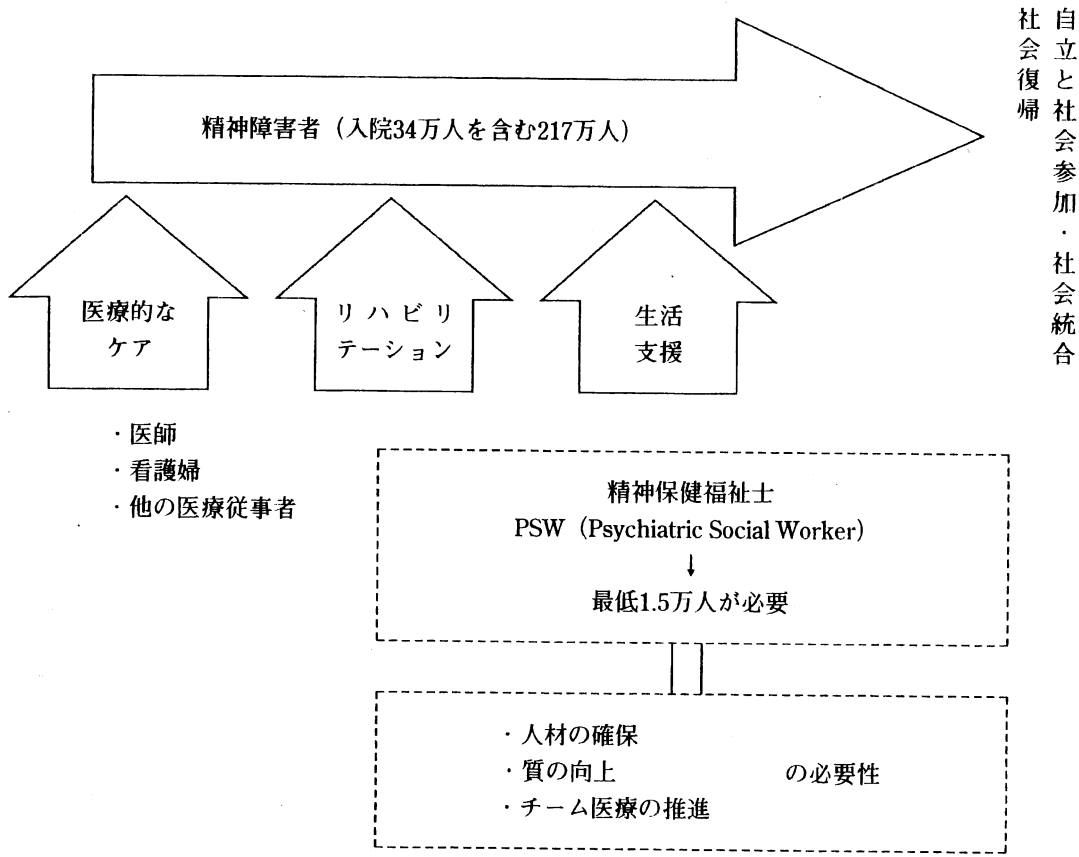 自立と社会参加・社会統合
社会復帰
精神障害者（入院34万人を含む217万人）
医療的な
ケア
リハビリ
テーション
生活
支援
・医師
・看護婦
・他の医療従事者
精神保健福祉士
PSW（Psychiatric Social Worker）
↓
最低1.5万人が必要
・人材の確保
・質の向上 の必要性
・チーム医療の推進